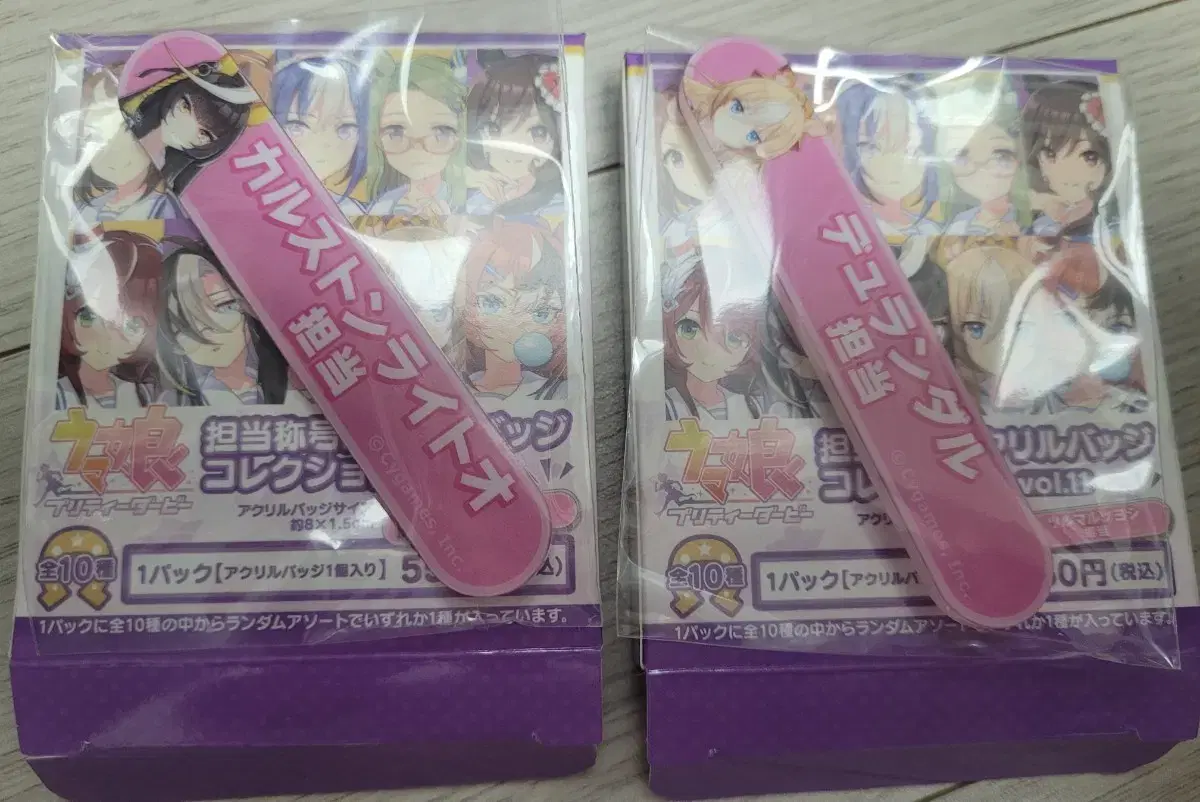 カルストンライトオ
担当
©Cygames, Inc.
ウマ娘
プリティーダービー
担当称号
バッジ
コレクショ
アクリルバッジサイ
約8×1.5c
全10種
1パック【アクリルバッジ1個入り】
1パックに全10種の中からランダムアソートでいずれか1種が入っています。
デュランダル
担当
©Cygames, Inc.
ウマ娘
プリティーダービー
担
アクリルバッジ
コレ
vol.11
アク
全10種
1パック【アクリルバ
50円(税込)
1パックに全10種の中からランダムアソート
れか1種が入っています。